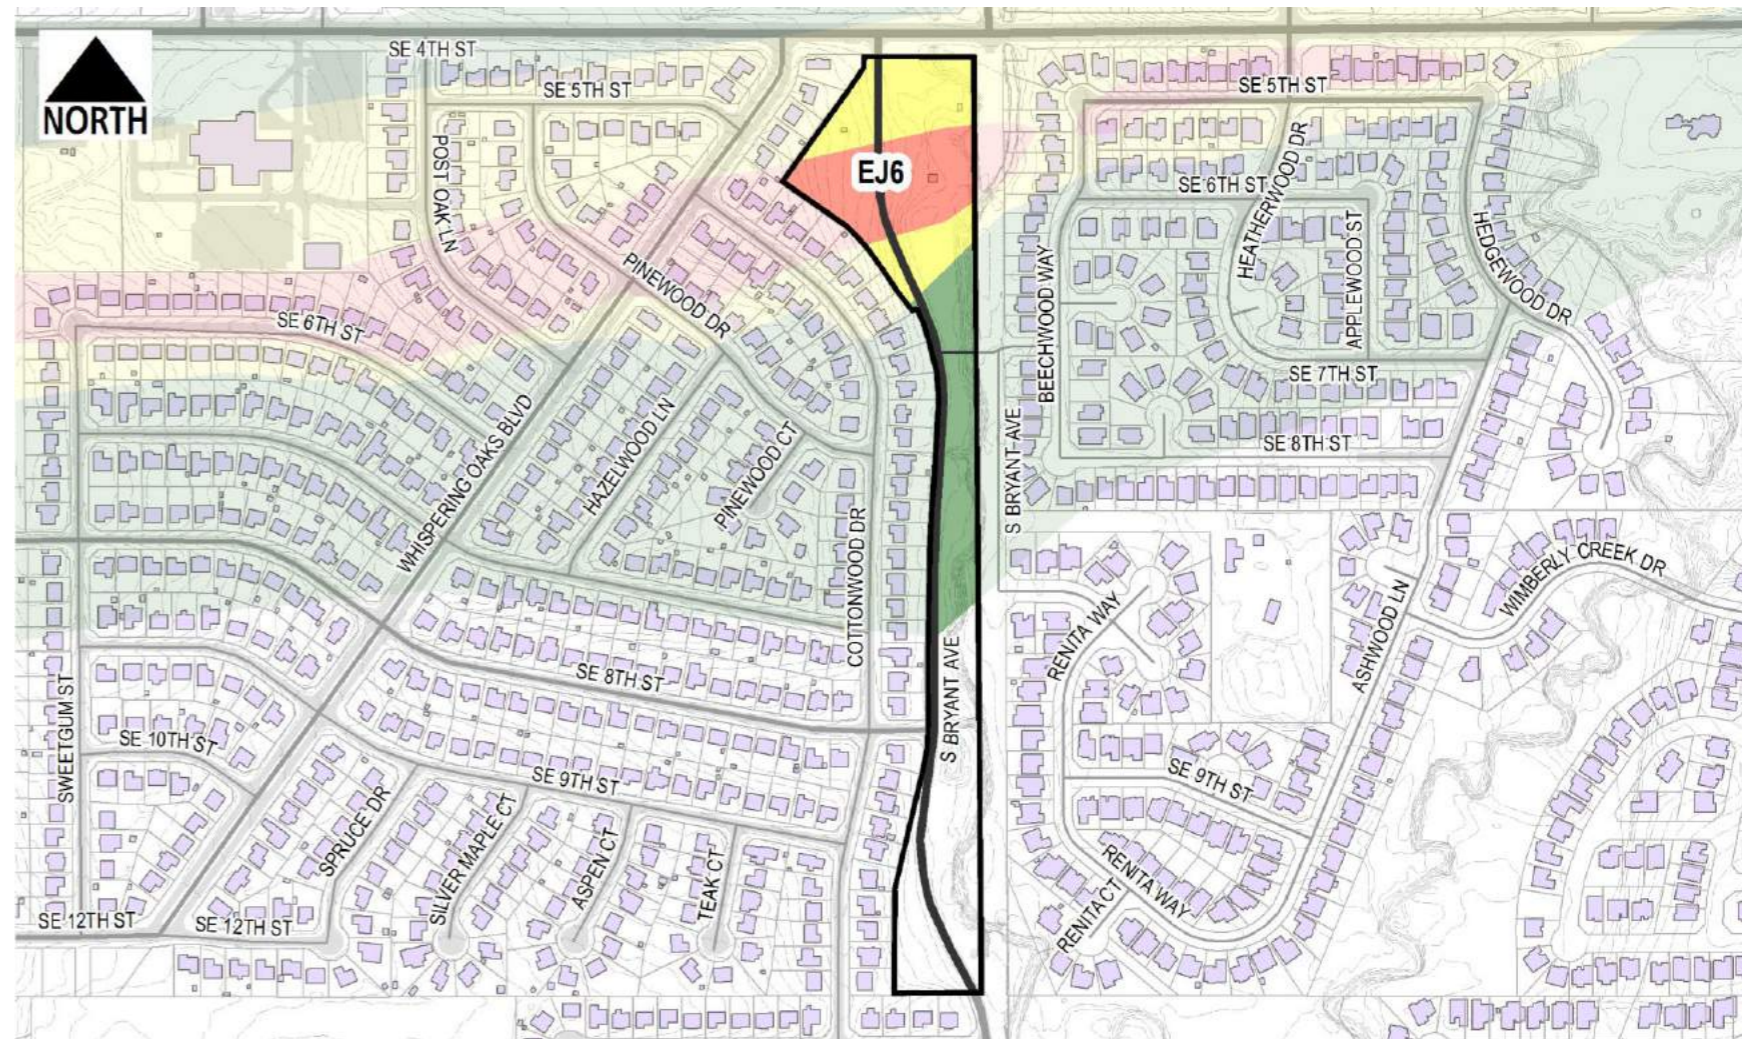 NORTH
SE 4TH ST
SE 5TH ST
POST OAK LN
PINEWOOD DR
SE 6TH ST
WHISPERING OAKS BLVD
HAZELWOOD LN
PINEWOOD CT
COTTONWOOD DR
EJ6
SE 5TH ST
SE 6TH ST
HEATHERWOOD DR
APPLEWOOD ST
HEDGEWOOD DR
BEECHWOOD WAY
SE 7TH ST
SE 8TH ST
S BRYANT AVE
S BRYANT AVE
RENITA WAY
ASHWOOD LN
WIMBERLY CREEK DR
SE 9TH ST
RENITA WAY
RENITA CT
SE 8TH ST
SE 9TH ST
SWEETGUM ST
SE 10TH ST
SPRUCE DR
SILVER MAPLE CT
ASPEN CT
TEAK CT
SE 12TH ST
SE 12TH ST